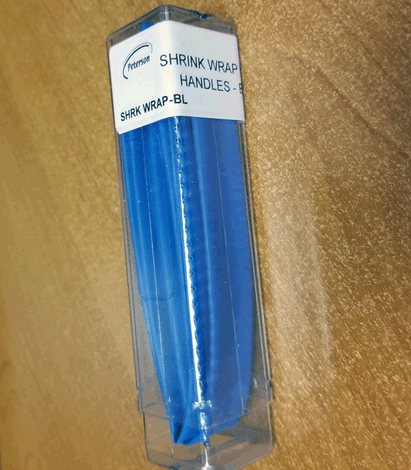 Peterson
SHRINK WRAP
HANDLES -
SHRK WRAP-BL